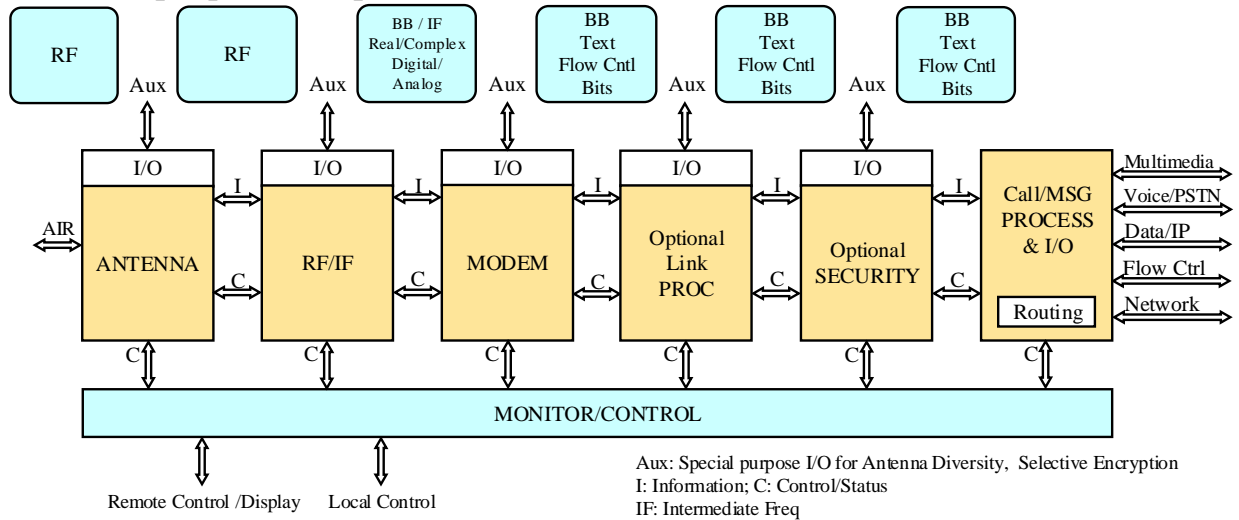 RF
RF
BB / IF
Real/Complex
Digital/
Analog
BB
Text
Flow Cntl
Bits
BB
Text
Flow Cntl
Bits
BB
Text
Flow Cntl
Bits
Aux
Aux
Aux
Aux
Aux
I/O
I/O
I/O
I/O
I/O
I
I
I
I
I
AIR
ANTENNA
RF/IF
MODEM
Optional
Link
PROC
Optional
SECURITY
Call/MSG
PROCESS
& I/O
Routing
Multimedia
Voice/PSTN
Data/IP
Flow Ctrl
Network
C
C
C
C
C
C
C
C
C
C
C
MONITOR/CONTROL
Remote Control /Display
Local Control
Aux: Special purpose I/O for Antenna Diversity, Selective Encryption
I: Information; C: Control/Status
IF: Intermediate Freq